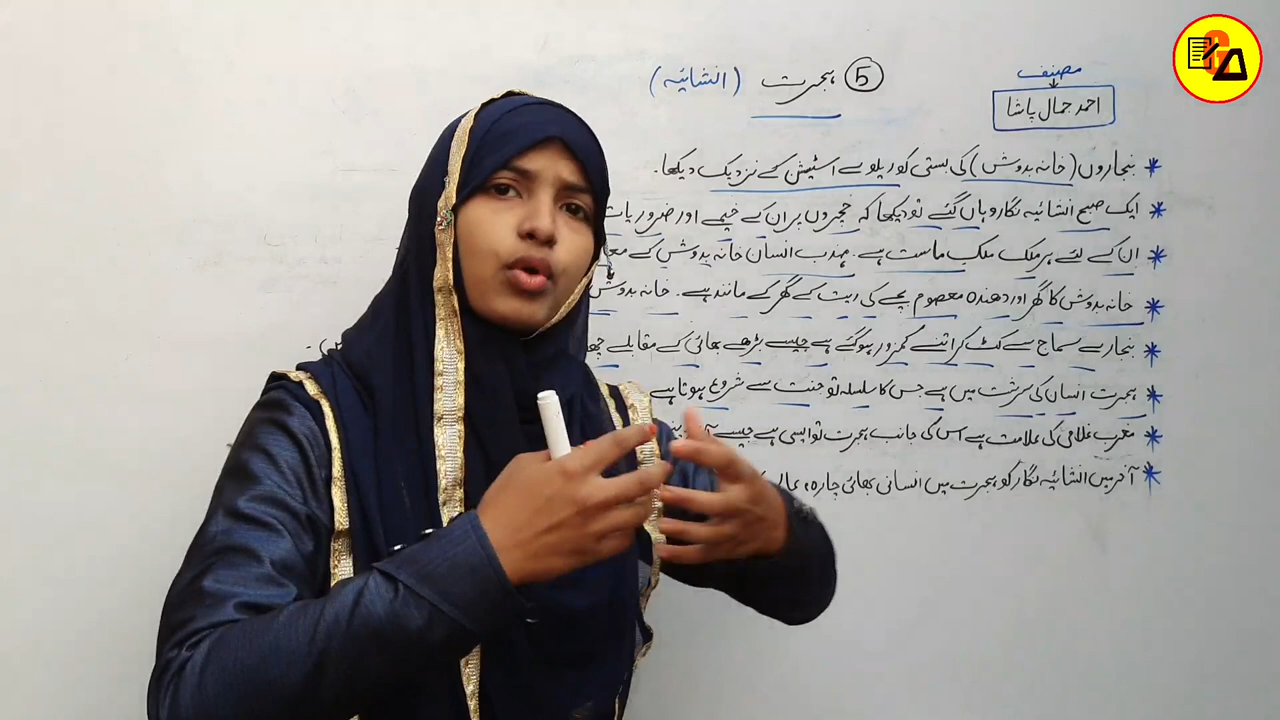 ⑤ ہجرت (انشائیہ)
مصنف
احمد جمال پاشا
* بنجاروں (خانہ بدوش) کی بستی کو ریلوے اسٹیشن کے نزدیک دیکھا۔
* ایک صبح انشائیہ نگار وہاں گئے تو دیکھا کہ خچروں پر ان کے خیمے اور ضروریات
* ان کے لئے ہر ملک ملکِ ماست ہے۔ مہذب انسان خانہ بدوش کے
* خانہ بدوش کا گھر اور دھندہ معصوم بچے کی ریت کے گھر کے مانند ہے۔ خانہ بدوش
* بنجارے سماج سے کٹ کر اتنے کمزور ہوگئے ہے جیسے بڑھے بھائی کے مقابلے
* ہجرت انسان کی سرشت میں ہے جس کا سلسلہ تو جنت سے شروع ہوتا ہے
* مغرب غلامی کی علامت ہے اس کی جانب ہجرت تو ایسی ہے جیسے
* آخر میں انشائیہ نگار کو ہجرت میں انسانی بھائی چارہ،